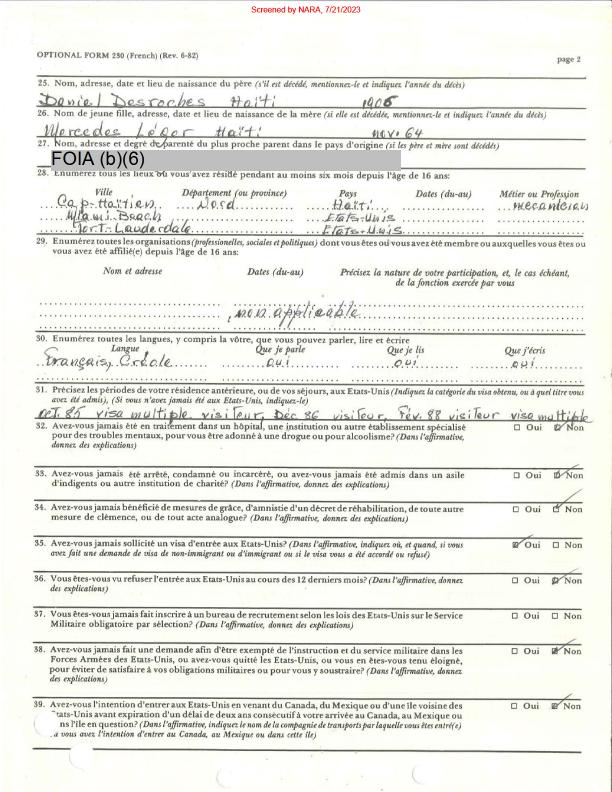 Screened by NARA, 7/21/2023
OPTIONAL FORM 230 (French) (Rev. 6-82)
page 2
25. Nom, adresse, date et lieu de naissance du père (s'il est décédé, mentionnez-le et indiquez l'année du décès)
Daniel Desroches Haïti 1906
26. Nom de jeune fille, adresse, date et lieu de naissance de la mère (si elle est décédée, mentionnez-le et indiquez l'année du décès)
Mercedes Léger Haïti nov. 64
27. Nom, adresse et degré de parenté du plus proche parent dans le pays d'origine (si les père et mère sont décédés)
FOIA (b)(6)
28. Enumérez tous les lieux où vous avez résidé pendant au moins six mois depuis l'âge de 16 ans:
Ville Département (ou province) Pays Dates (du-au) Métier ou Profession
Cap-Haïtien Nord Haïti mecanicien
Miami Beach Etats-Unis
Fort-Lauderdale Etats-Unis
29. Enumérez toutes les organisations (professionelles, sociales et politiques) dont vous êtes ou vous avez été membre ou auxquelles vous êtes ou
vous avez été affilié(e) depuis l'âge de 16 ans:
Nom et adresse Dates (du-au) Précisez la nature de votre participation, et, le cas échéant,
de la fonction exercée par vous
non applicable
30. Enumérez toutes les langues, y compris la vôtre, que vous pouvez parler, lire et écrire
Langue Que je parle Que je lis Que j'écris
Français, Créole oui oui oui
31. Précisez les périodes de votre résidence antérieure, ou de vos séjours, aux Etats-Unis (Indiquez la catégorie du visa obtenu, ou à quel titre vous
avez été admis), (Si vous n'avez jamais été aux Etats-Unis, indiquez-le)
oct. 85 visa multiple visiteur, Déc 86 visiteur, Fév. 88 visiteur visa multiple
32. Avez-vous jamais été en traitement dans un hôpital, une institution ou autre établissement spécialisé Oui Non
pour des troubles mentaux, pour vous être adonné à une drogue ou pour alcoolisme? (Dans l'affirmative,
donnez des explications)
33. Avez-vous jamais été arrêté, condamné ou incarcéré, ou avez-vous jamais été admis dans un asile Oui Non
d'indigents ou autre institution de charité? (Dans l'affirmative, donnez des explications)
34. Avez-vous jamais bénéficié de mesures de grâce, d'amnistie d'un décret de réhabilitation, de toute autre Oui Non
mesure de clémence, ou de tout acte analogue? (Dans l'affirmative, donnez des explications)
35. Avez-vous jamais sollicité un visa d'entrée aux Etats-Unis? (Dans l'affirmative, indiquez où, et quand, si vous Oui Non
avez fait une demande de visa de non-immigrant ou d'immigrant ou si le visa vous a été accordé ou refusé)
36. Vous êtes-vous vu refuser l'entrée aux Etats-Unis au cours des 12 derniers mois? (Dans l'affirmative, donnez Oui Non
des explications)
37. Vous êtes-vous jamais fait inscrire à un bureau de recrutement selon les lois des Etats-Unis sur le Service Oui Non
Militaire obligatoire par sélection? (Dans l'affirmative, donnez des explications)
38. Avez-vous jamais fait une demande afin d'être exempté de l'instruction et du service militaire dans les Oui Non
Forces Armées des Etats-Unis, ou avez-vous quitté les Etats-Unis, ou vous en êtes-vous tenu éloigné,
pour éviter de satisfaire à vos obligations militaires ou pour vous y soustraire? (Dans l'affirmative, donnez
des explications)
39. Avez-vous l'intention d'entrer aux Etats-Unis en venant du Canada, du Mexique ou d'une île voisine des Oui Non
Etats-Unis avant expiration d'un délai de deux ans consécutif à votre arrivée au Canada, au Mexique ou
ns l'île en question? (Dans l'affirmative, indiquez le nom de la compagnie de transports par laquelle vous êtes entré(e)
a vous avez l'intention d'entrer au Canada, au Mexique ou dans cette île)